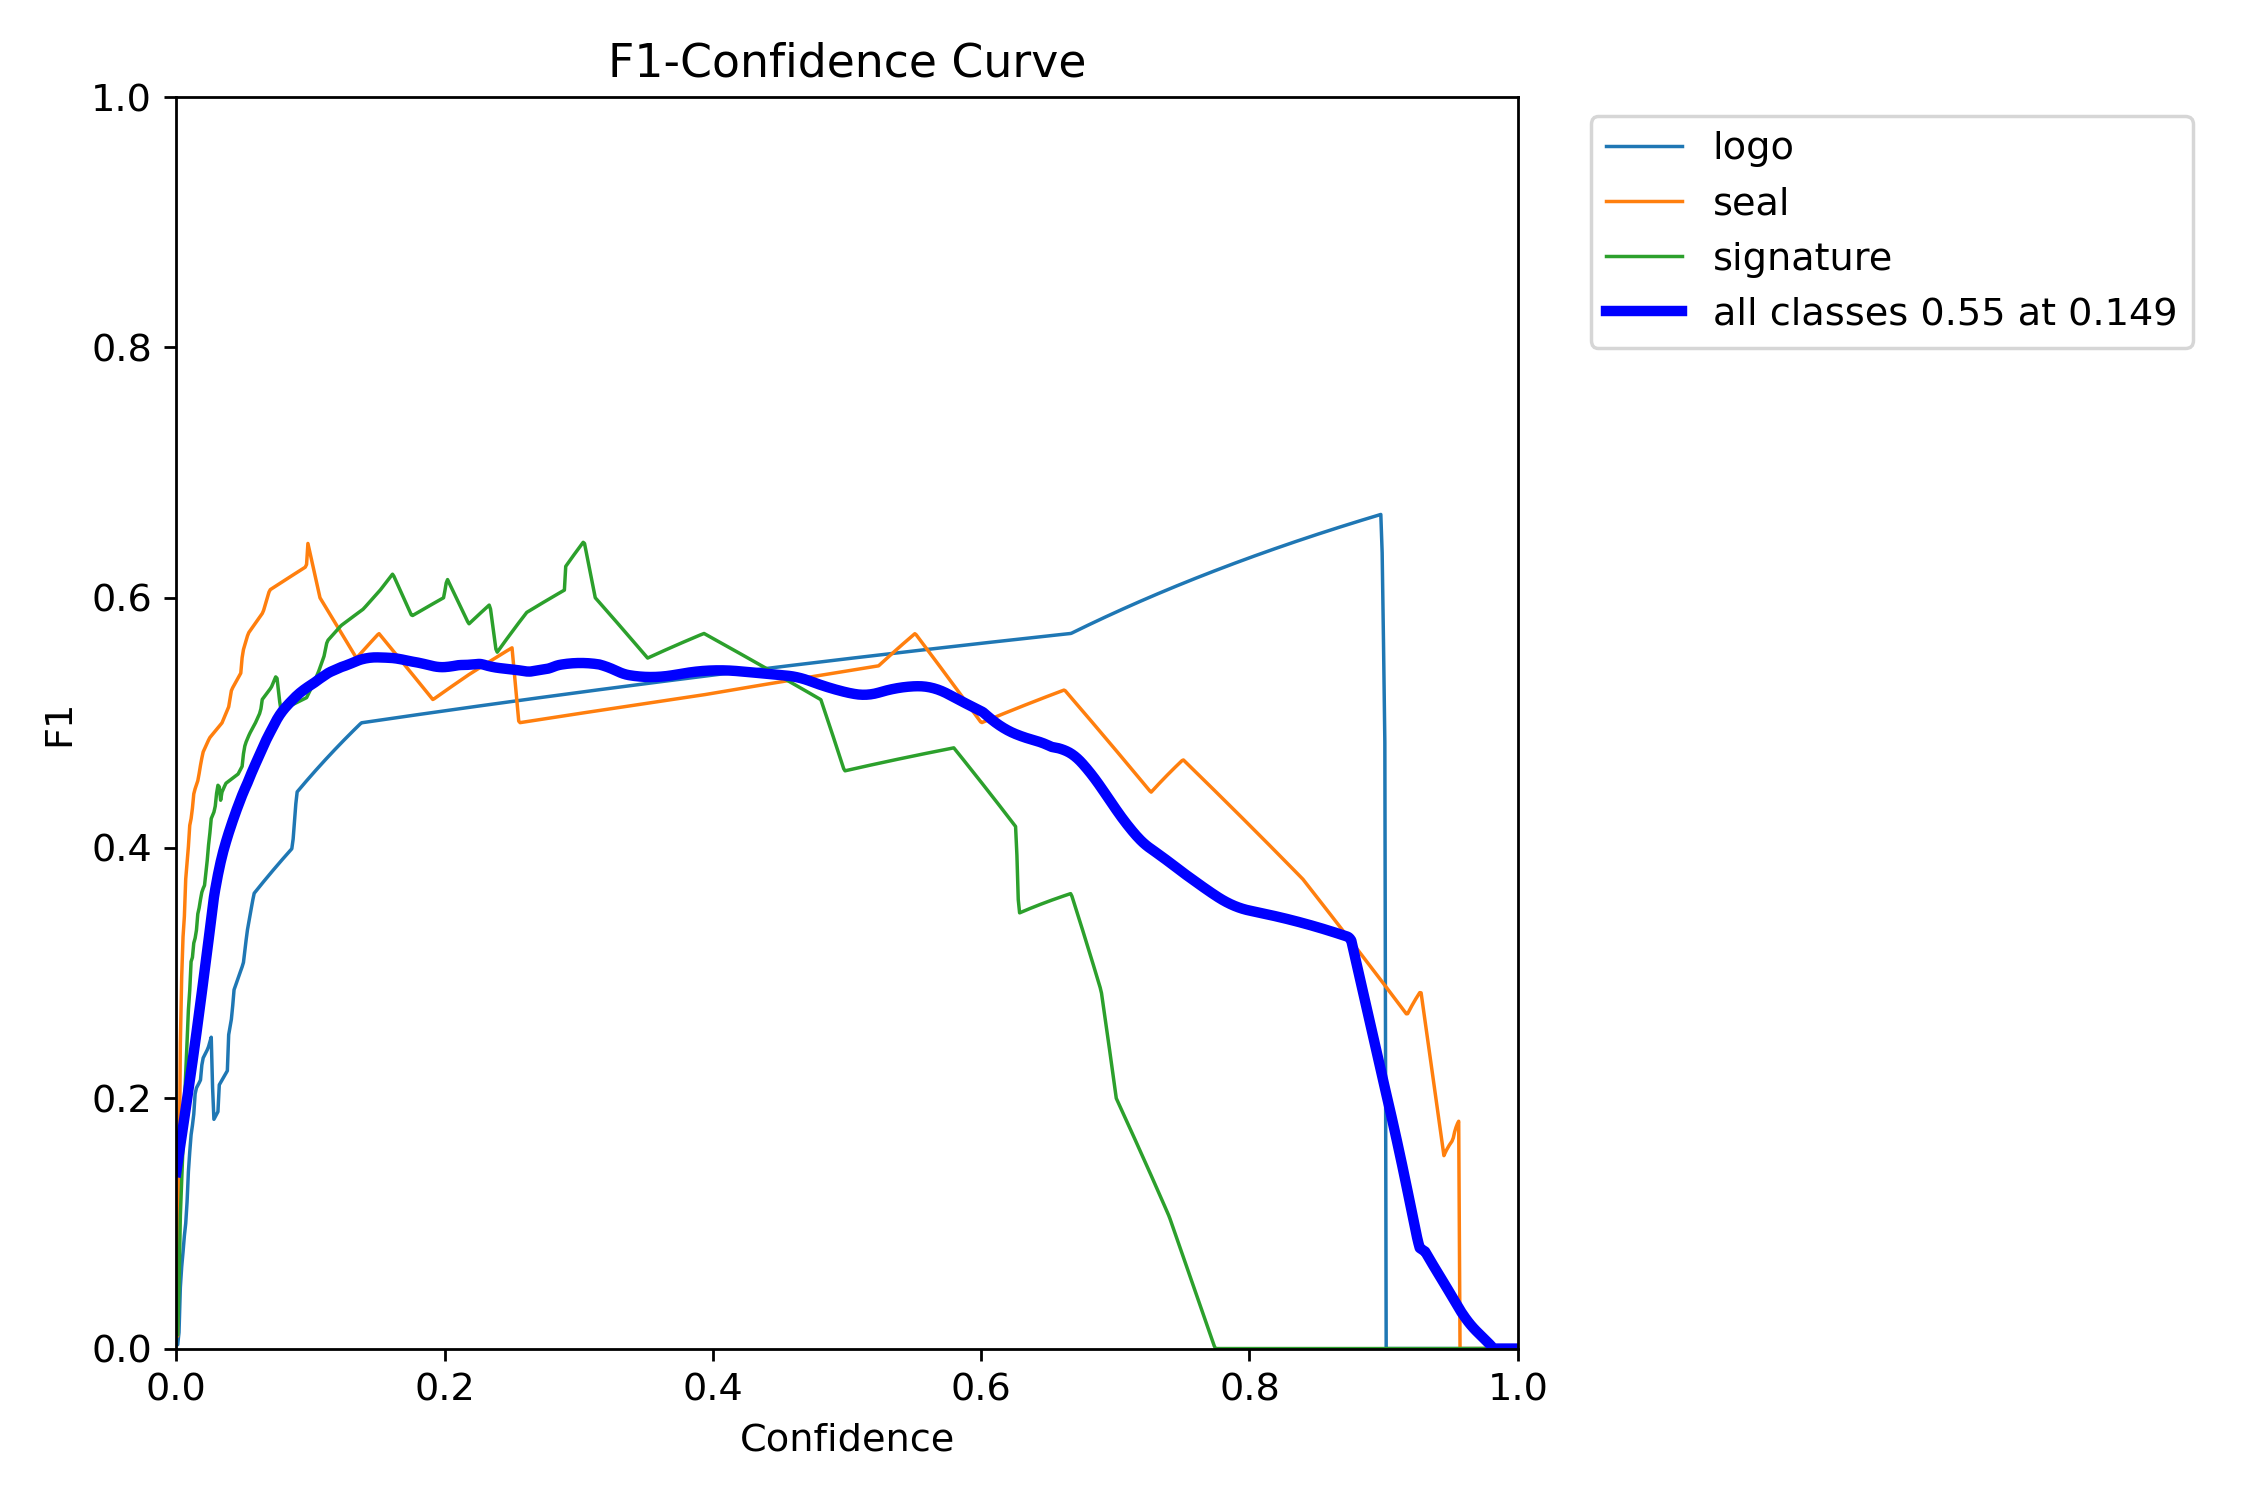 F1-Confidence Curve
1.0
0.8
0.6
0.4
0.2
0.0
F1
0.0 0.2 0.4 0.6 0.8 1.0
Confidence
logo
seal
signature
all classes 0.55 at 0.149